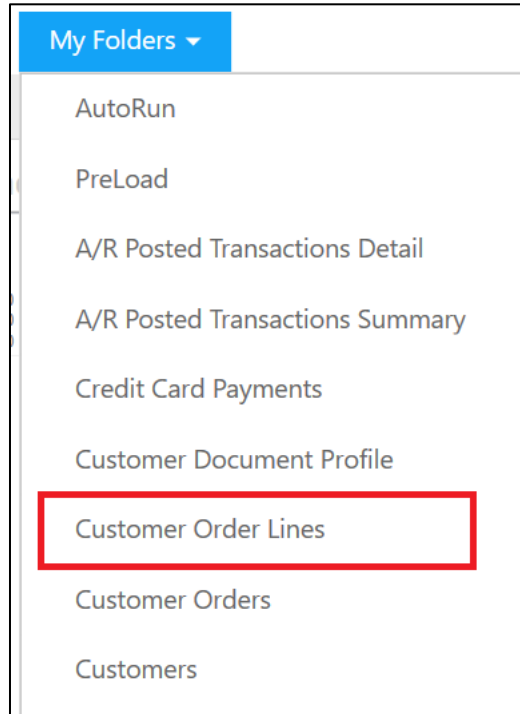 My Folders
AutoRun
PreLoad
A/R Posted Transactions Detail
A/R Posted Transactions Summary
Credit Card Payments
Customer Document Profile
Customer Order Lines
Customer Orders
Customers